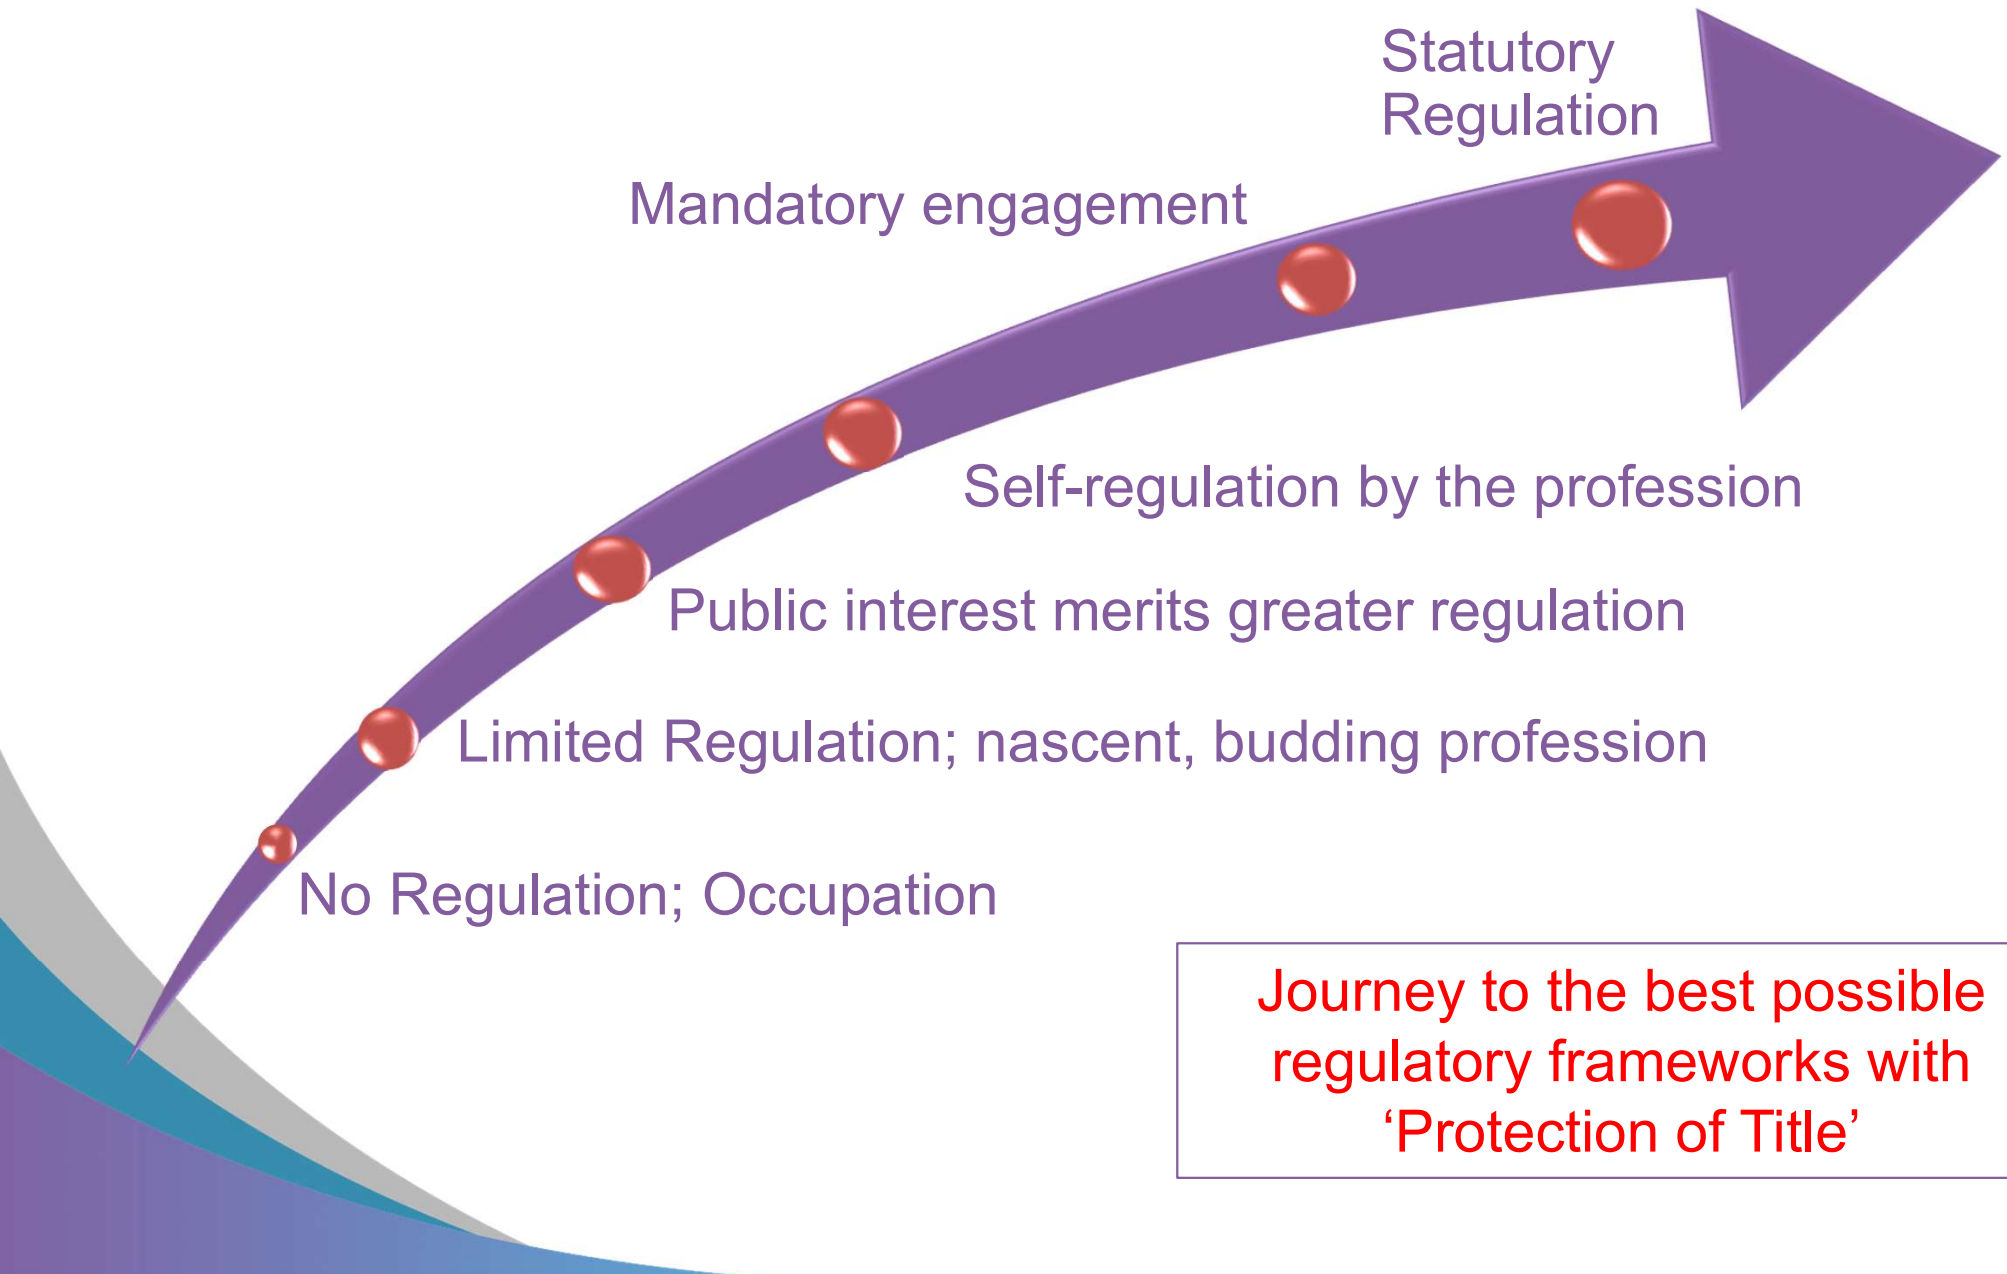 Statutory
Regulation
Mandatory engagement
Self-regulation by the profession
Public interest merits greater regulation
Limited Regulation; nascent, budding profession
No Regulation; Occupation
Journey to the best possible
regulatory frameworks with
‘Protection of Title’